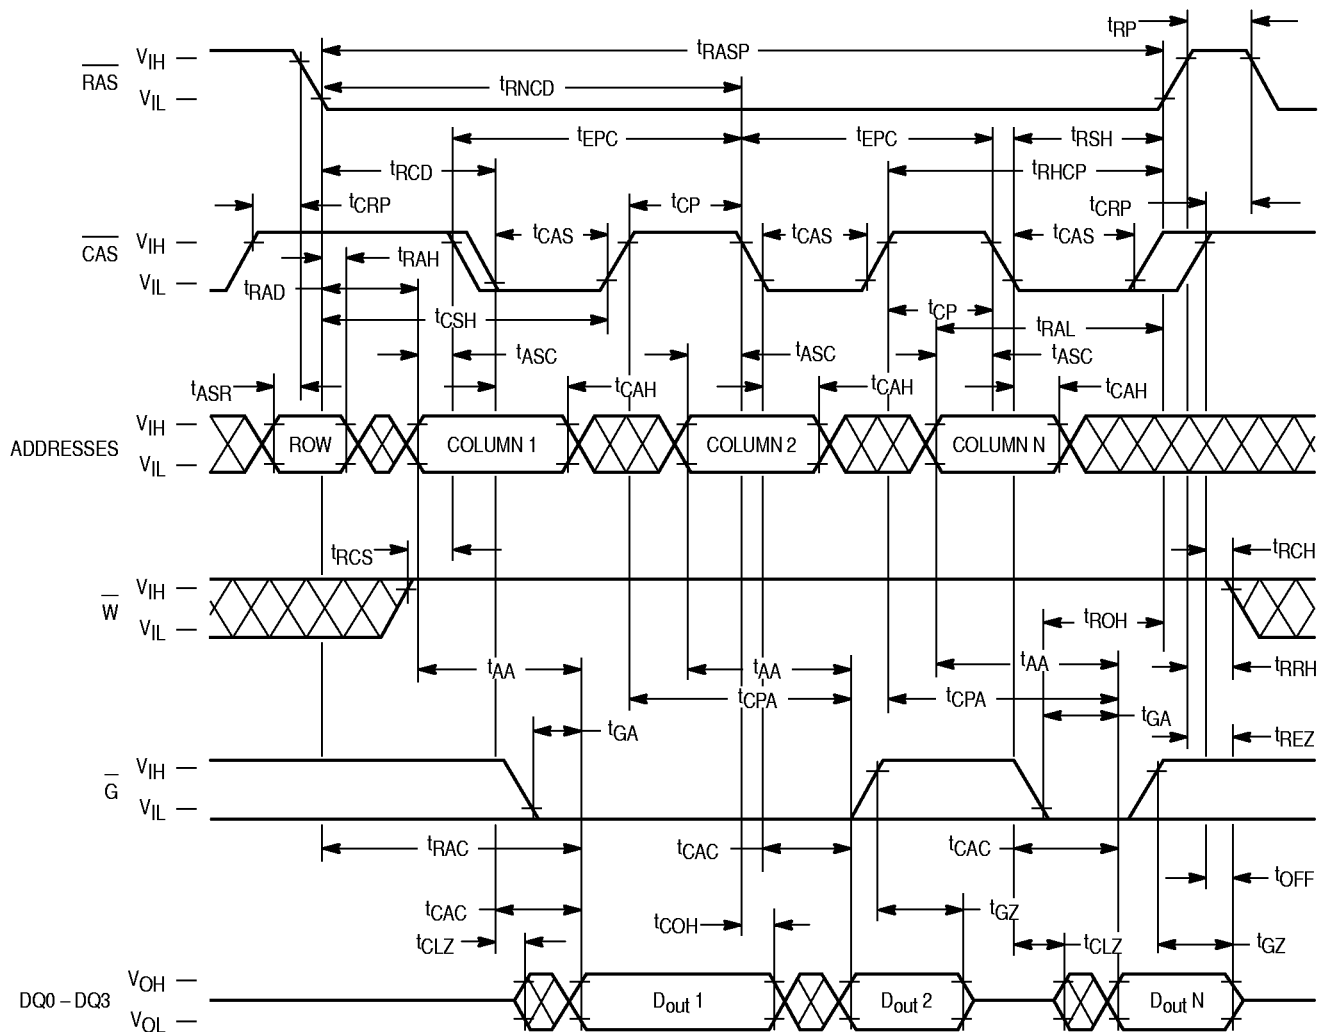 tRP
tRASP
VIH
RAS
tRNCD
VIL
tEPC
tEPC
tRSH
tRCD
tRHCP
tCRP
tCP
tCRP
VIH
CAS
tCAS
tCAS
tCAS
tRAH
VIL
tRAD
tCSH
tCP
tRAL
tASC
tASC
tASC
tASR
tCAH
tCAH
tCAH
VIH
ADDRESSES
ROW
COLUMN 1
COLUMN 2
COLUMN N
VIL
tRCS
tRCH
VIH
W
VIL
tROH
tAA
tAA
tAA
tRRH
tCPA
tCPA
tGA
tGA
tREZ
VIH
G
VIL
tRAC
tCAC
tCAC
tOFF
tCAC
tCOH
tGZ
tCLZ
tCLZ
tGZ
VOH
DQ0 – DQ3
Dout 1
Dout 2
Dout N
VOL